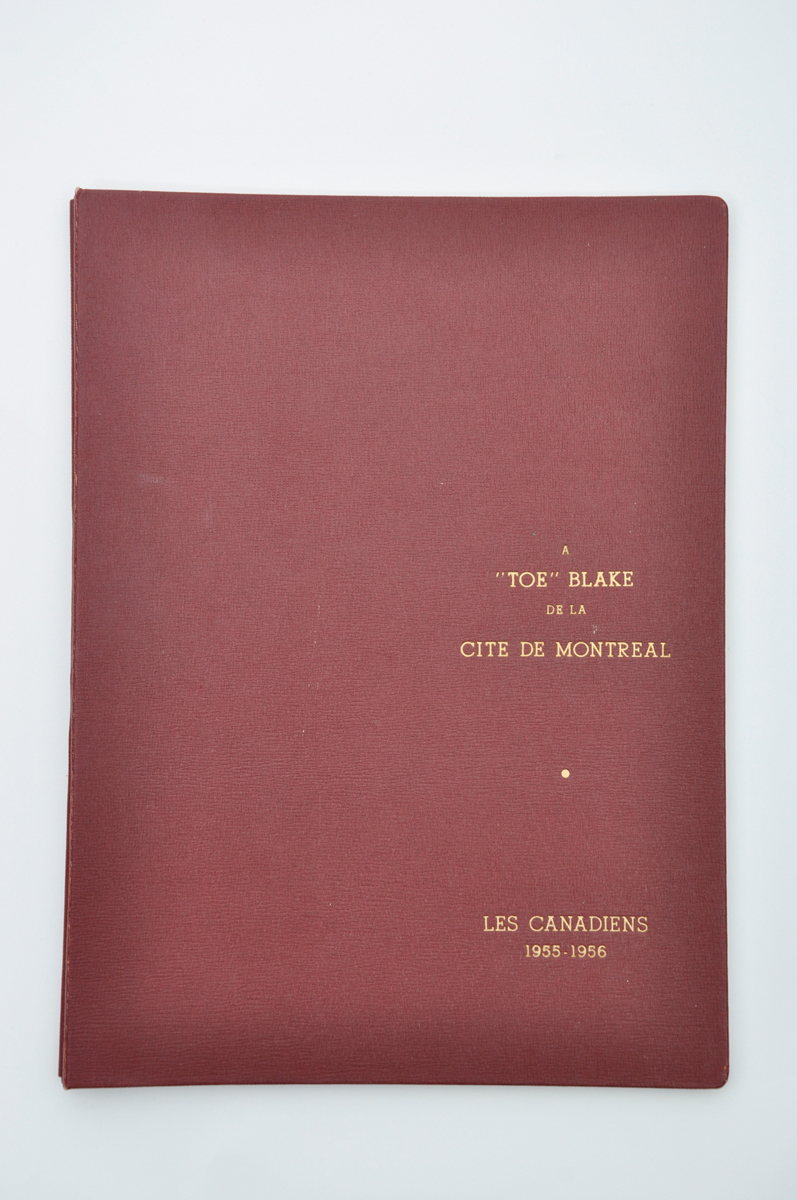 A
"TOE" BLAKE
DE LA
CITE DE MONTREAL
LES CANADIENS
1955-1956